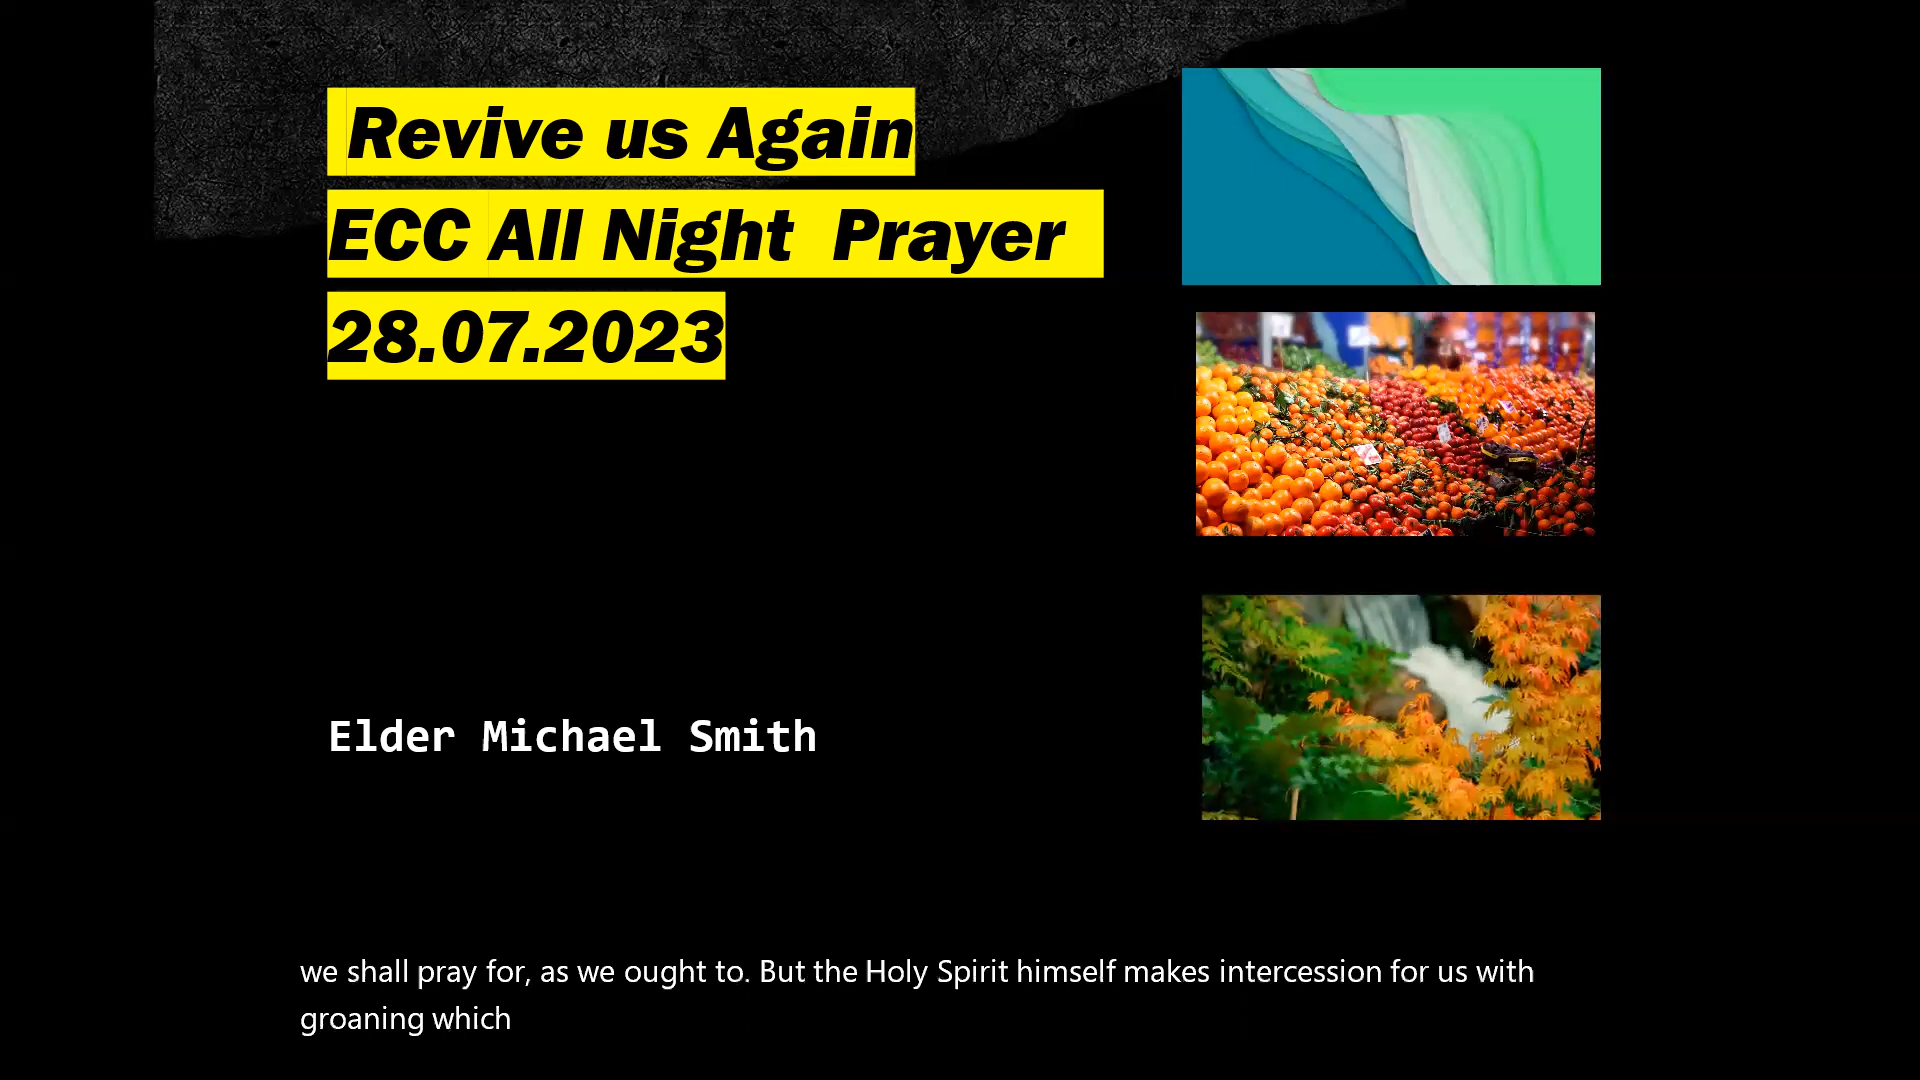 Revive us Again
ECC All Night Prayer
28.07.2023
Elder Michael Smith
we shall pray for, as we ought to. But the Holy Spirit himself makes intercession for us with
groaning which